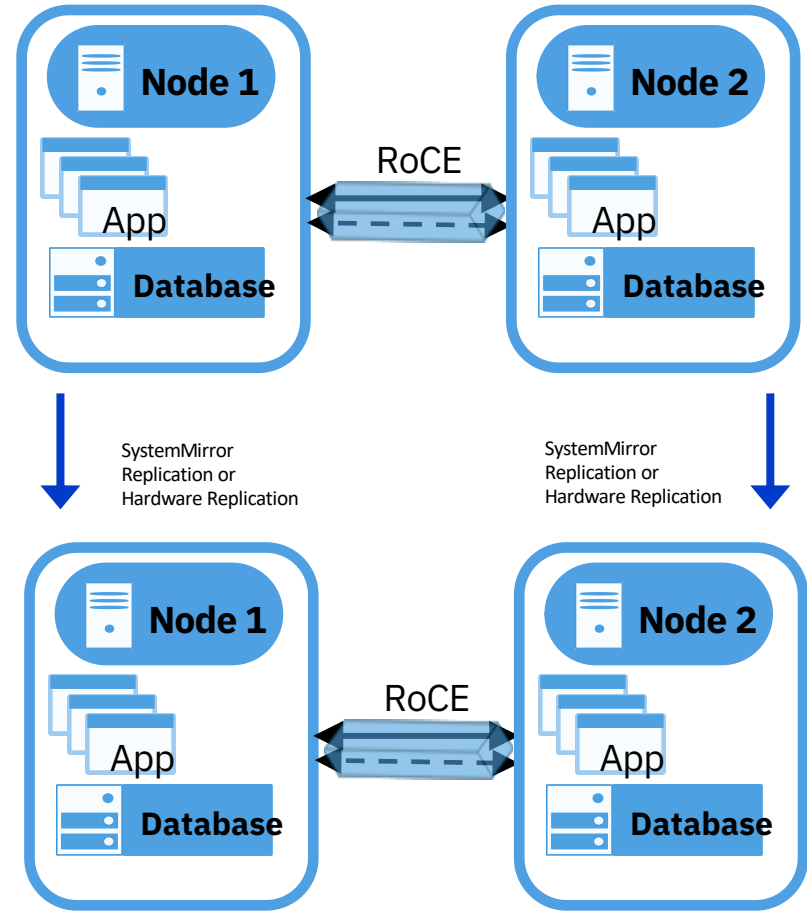 Node 1
Node 2
RoCE
App
App
Database
Database
SystemMirror
Replication or
Hardware Replication
SystemMirror
Replication or
Hardware Replication
Node 1
Node 2
RoCE
App
App
Database
Database